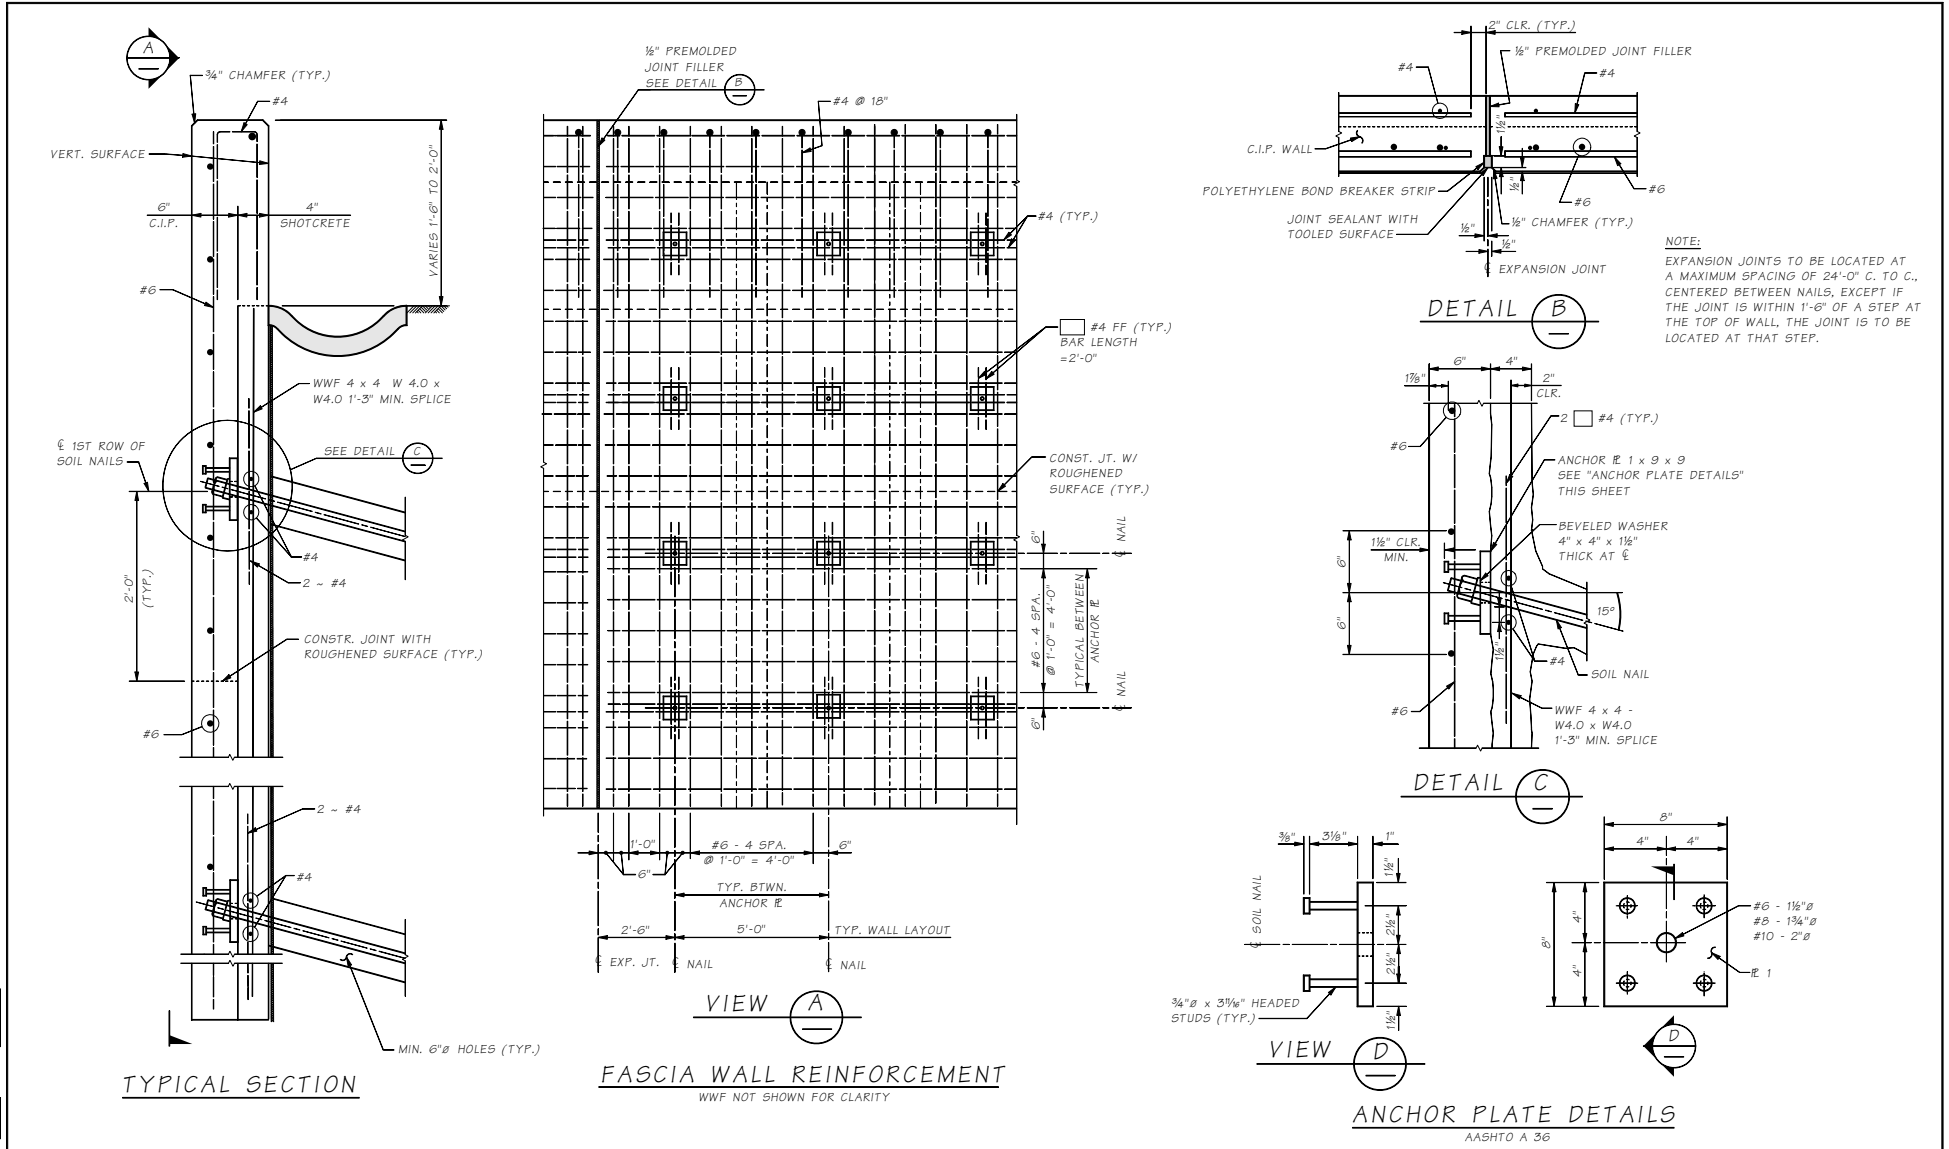 A
¾" CHAMFER (TYP.)
#4
VERT. SURFACE
6"
C.I.P.
4"
SHOTCRETE
VARIES 1'-6" TO 2'-0"
#6
WWF 4 x 4 W 4.0 x
W4.0 1'-3" MIN. SPLICE
℄ 1ST ROW OF
SOIL NAILS
SEE DETAIL C
#4
2 ~ #4
2'-0"
(TYP.)
CONSTR. JOINT WITH
ROUGHENED SURFACE (TYP.)
#6
2 ~ #4
#4
MIN. 6"ø HOLES (TYP.)
TYPICAL SECTION
½" PREMOLDED
JOINT FILLER
SEE DETAIL B
#4 @ 18"
#4 (TYP.)
#4 FF (TYP.)
BAR LENGTH
=2'-0"
CONST. JT. W/
ROUGHENED
SURFACE (TYP.)
6"
℄ NAIL
#6 - 4 SPA.
@ 1'-0" = 4'-0"
TYPICAL BETWEEN
ANCHOR ⅊
6"
℄ NAIL
1'-0"
#6 - 4 SPA.
@ 1'-0" = 4'-0"
6"
6"
TYP. BTWN.
ANCHOR ⅊
2'-6"
5'-0"
TYP. WALL LAYOUT
℄ EXP. JT.
℄ NAIL
℄ NAIL
VIEW A
FASCIA WALL REINFORCEMENT
WWF NOT SHOWN FOR CLARITY
2" CLR. (TYP.)
½" PREMOLDED JOINT FILLER
#4
#4
1½"
C.I.P. WALL
POLYETHYLENE BOND BREAKER STRIP
½"
#6
#6
JOINT SEALANT WITH
TOOLED SURFACE
½" CHAMFER (TYP.)
½"
½"
℄ EXPANSION JOINT
DETAIL B
NOTE:
EXPANSION JOINTS TO BE LOCATED AT
A MAXIMUM SPACING OF 24'-0" C. TO C.,
CENTERED BETWEEN NAILS, EXCEPT IF
THE JOINT IS WITHIN 1'-6" OF A STEP AT
THE TOP OF WALL, THE JOINT IS TO BE
LOCATED AT THAT STEP.
6"
4"
1⅞"
2"
CLR.
#6
2 #4 (TYP.)
ANCHOR ⅊ 1 x 9 x 9
SEE "ANCHOR PLATE DETAILS"
THIS SHEET
1½" CLR.
MIN.
BEVELED WASHER
4" x 4" x 1½"
THICK AT ℄
6"
6"
15°
1½"
#4
SOIL NAIL
#6
WWF 4 x 4 -
W4.0 x W4.0
1'-3" MIN. SPLICE
DETAIL C
⅜"
3⅛"
1"
1½"
℄ SOIL NAIL
2½"
2½"
1½"
¾"ø x 3¹¹⁄₁₆" HEADED
STUDS (TYP.)
VIEW D
8"
4"
4"
8"
4"
4"
#6 - 1½"ø
#8 - 1¾"ø
#10 - 2"ø
⅊ 1
D
ANCHOR PLATE DETAILS
AASHTO A 36